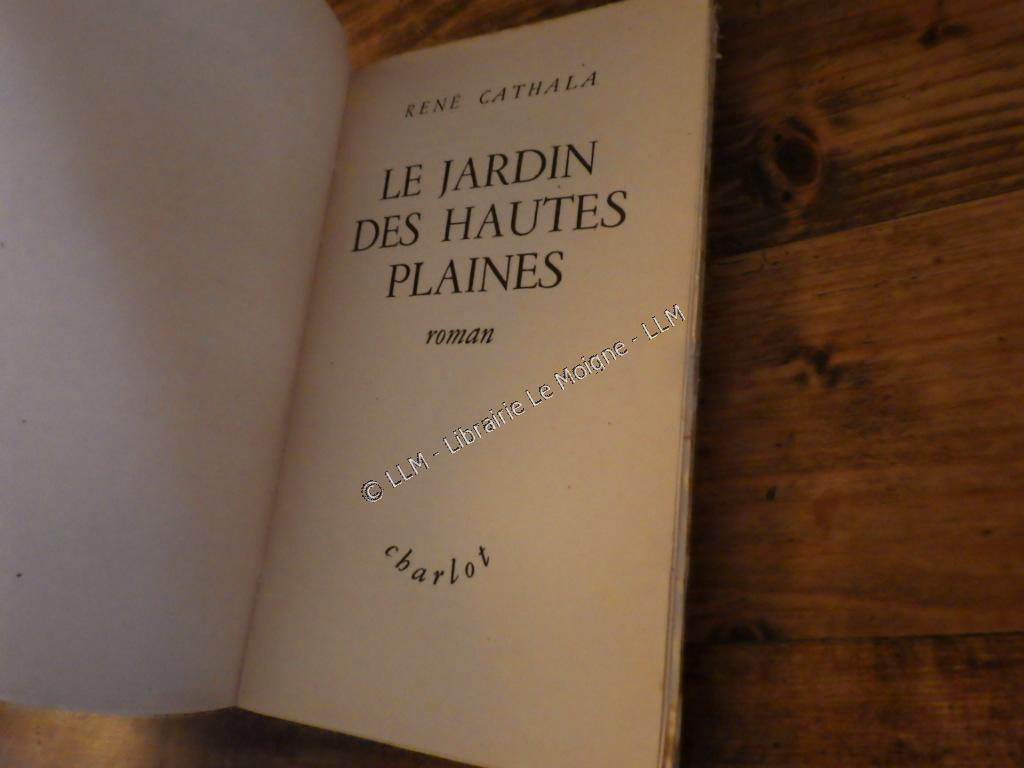 RENÉ CATHALA
LE JARDIN
DES HAUTES
PLAINES
roman
© LLM - Librairie Le Moigne - LLM
charlot